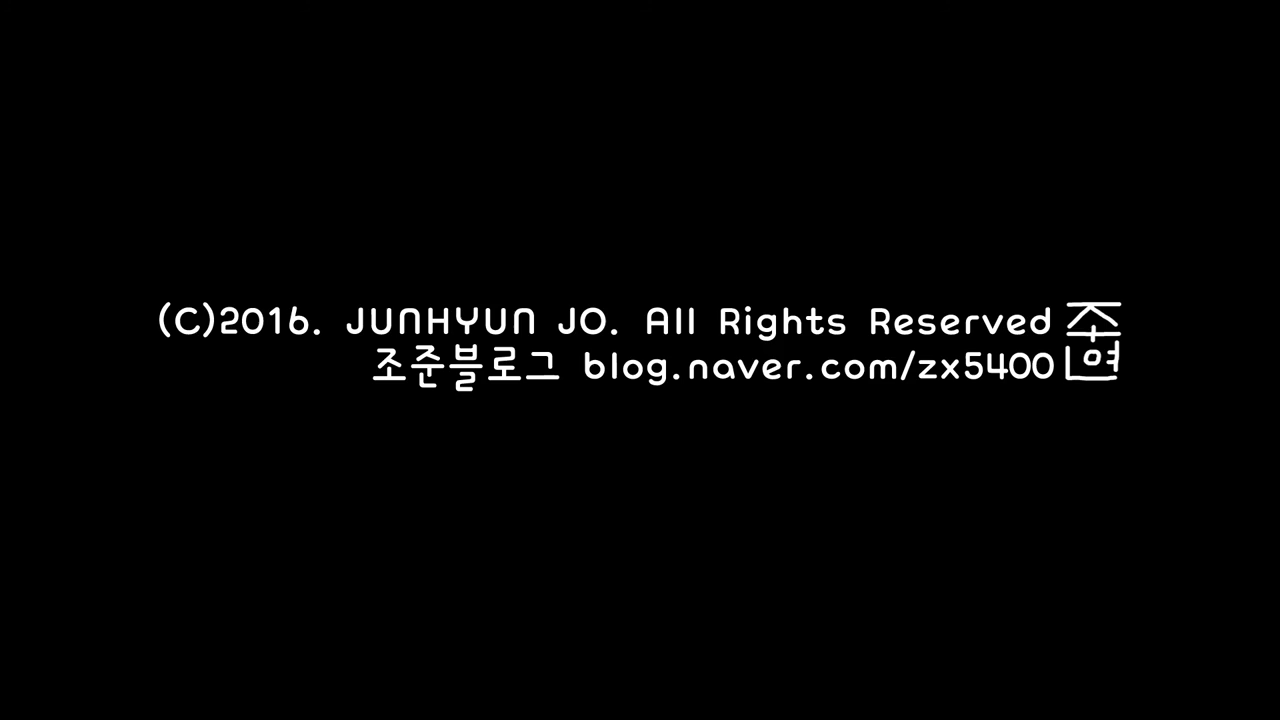 (C)2016. JUNHYUN JO. All Rights Reserved
조준블로그 blog.naver.com/zx5400